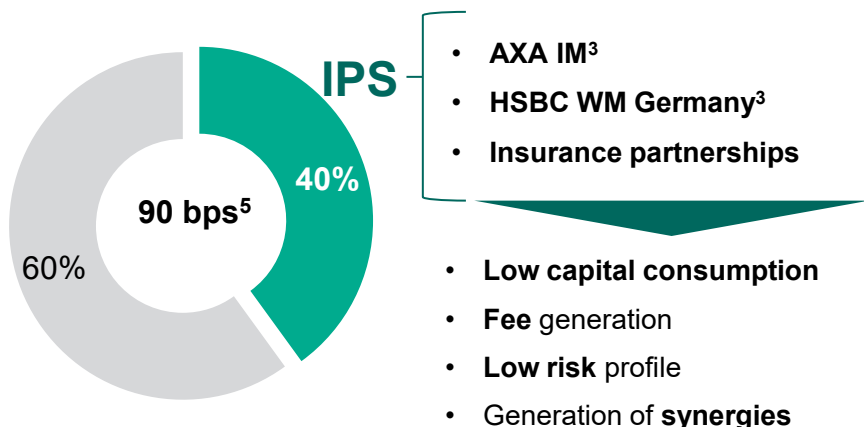 IPS
• AXA IM³
• HSBC WM Germany³
• Insurance partnerships
40%
90 bps⁵
60%
• Low capital consumption
• Fee generation
• Low risk profile
• Generation of synergies